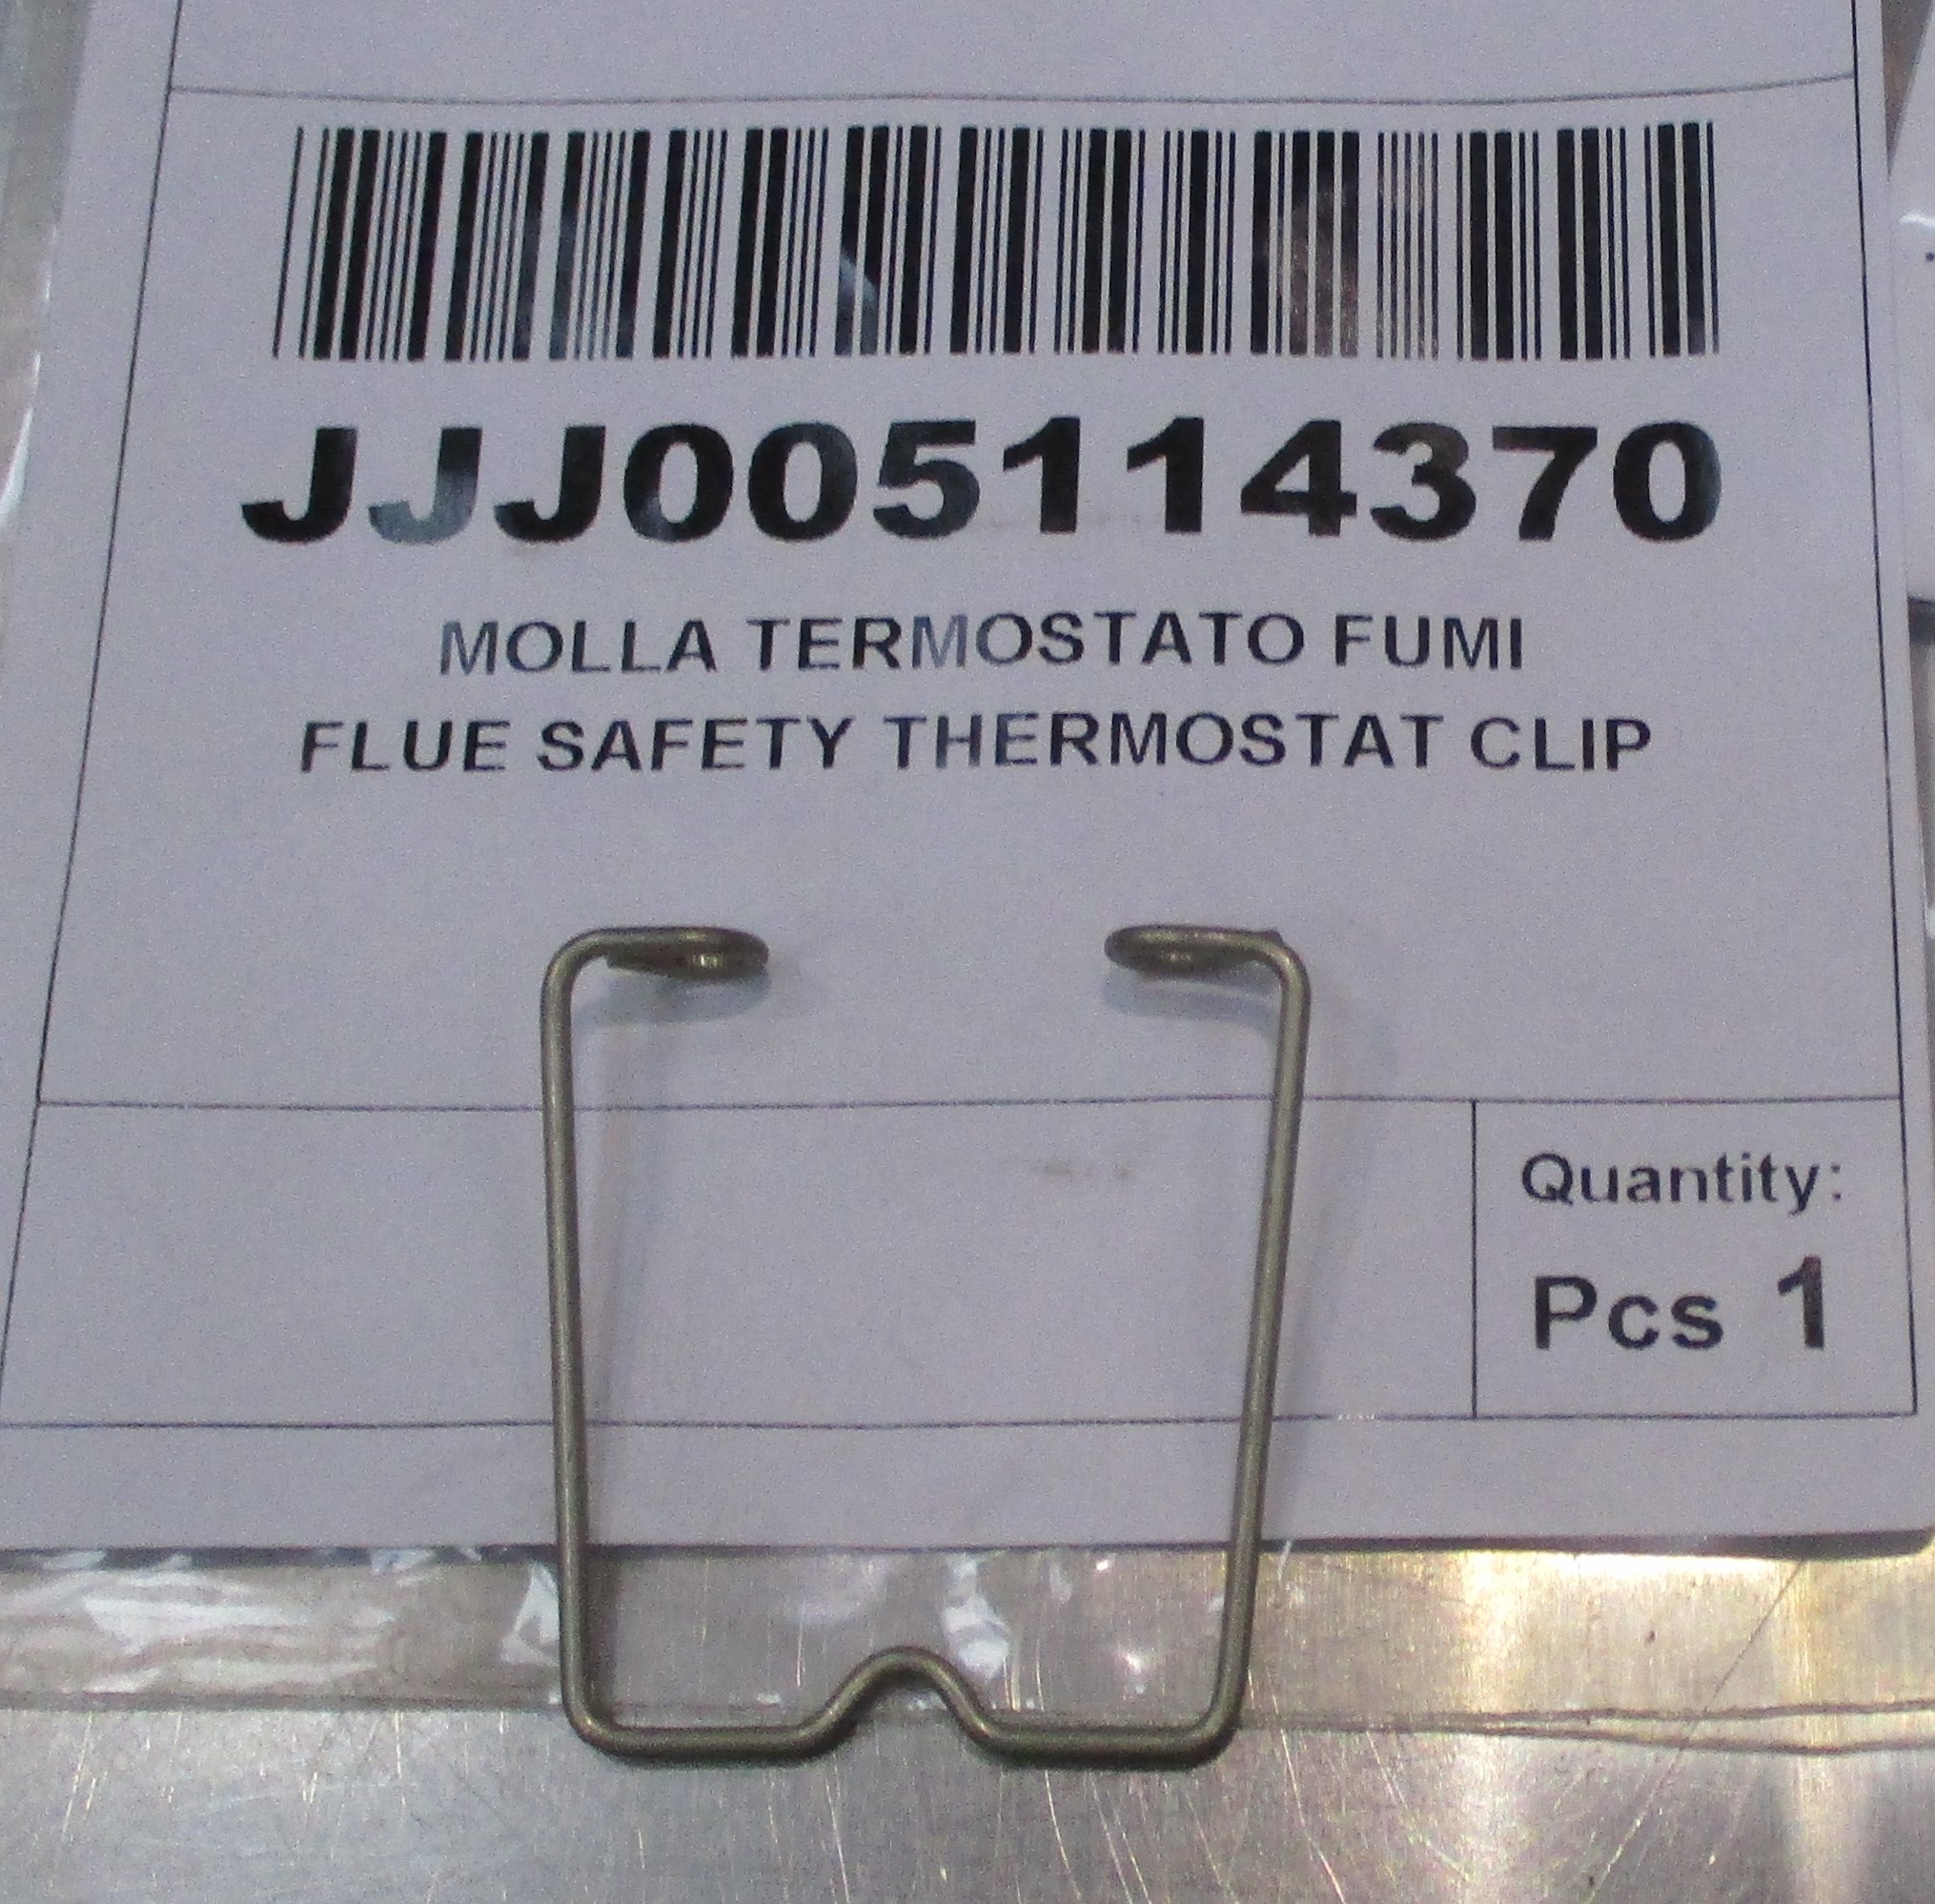 JJJ005114370
MOLLA TERMOSTATO FUMI
FLUE SAFETY THERMOSTAT CLIP
Quantity:
Pcs 1